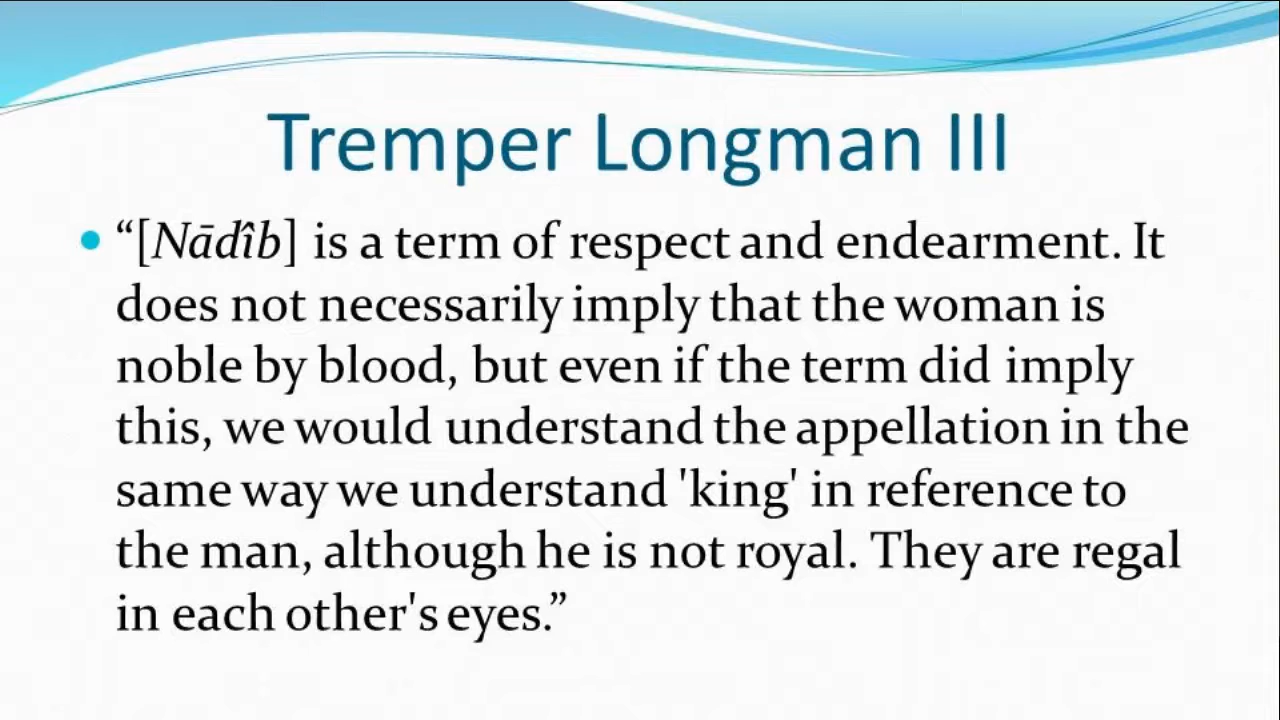 Tremper Longman III
• “[Nādîb] is a term of respect and endearment. It
does not necessarily imply that the woman is
noble by blood, but even if the term did imply
this, we would understand the appellation in the
same way we understand 'king' in reference to
the man, although he is not royal. They are regal
in each other's eyes.”